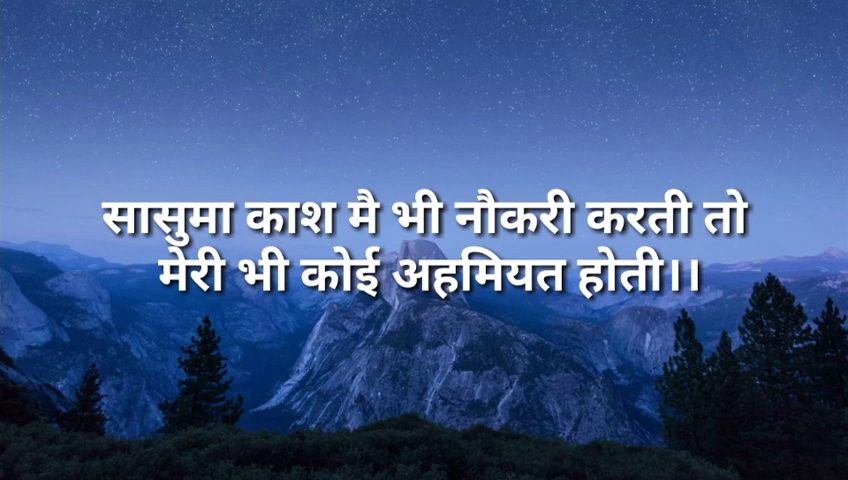 सासुमा काश मै भी नौकरी करती तो
मेरी भी कोई अहमियत होती।।